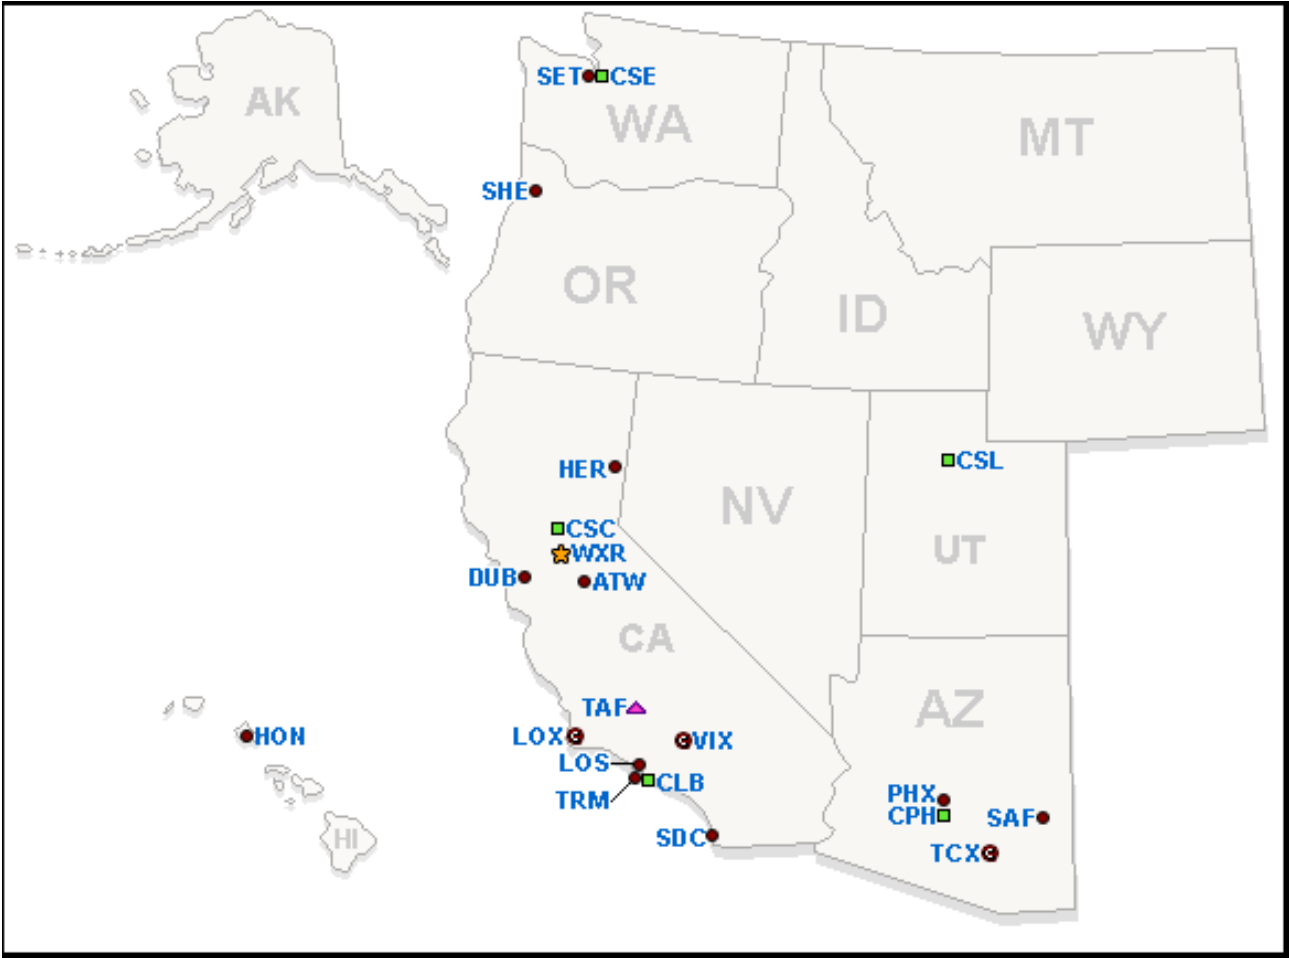 SET CSE
AK
WA
MT
SHE
OR
ID
WY
HER
CSL
NV
CSC
UT
WXR
DUB
ATW
CA
TAF
AZ
HON
LOX
VIX
LOS
CLB
TRM
PHX
CPH
SAF
SDC
HI
TCX